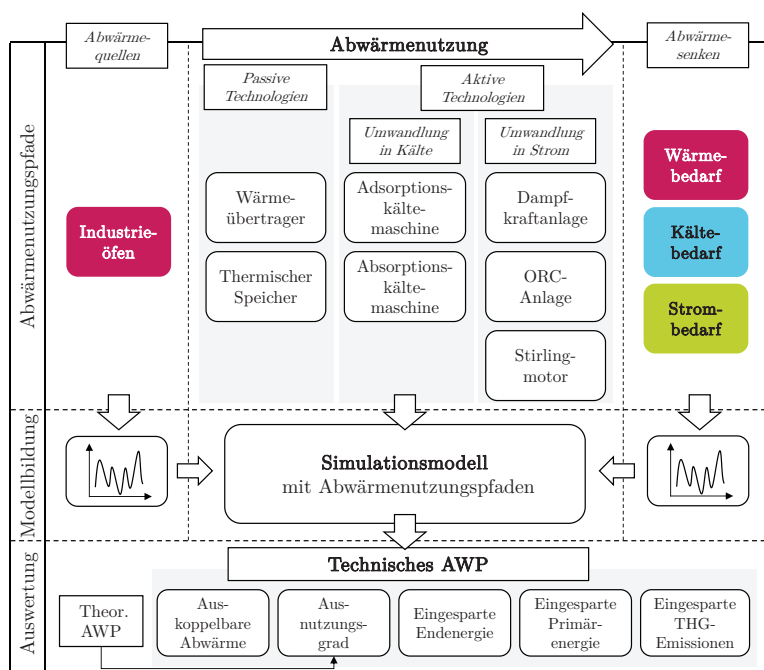 Abwärme-
quellen
Abwärmenutzung
Abwärme-
senken
Passive
Technologien
Aktive
Technologien
Umwandlung
in Kälte
Umwandlung
in Strom
Abwärmenutzungspfade
Industrie-
öfen
Wärme-
übertrager
Thermischer
Speicher
Adsorptions-
kälte-
maschine
Absorptions-
kälte-
maschine
Dampf-
kraftanlage
ORC-
Anlage
Stirling-
motor
Wärme-
bedarf
Kälte-
bedarf
Strom-
bedarf
Modellbildung
Simulationsmodell
mit Abwärmenutzungspfaden
Auswertung
Technisches AWP
Theor.
AWP
Aus-
koppelbare
Abwärme
Aus-
nutzungs-
grad
Eingesparte
Endenergie
Eingesparte
Primär-
energie
Eingesparte
THG-
Emissionen